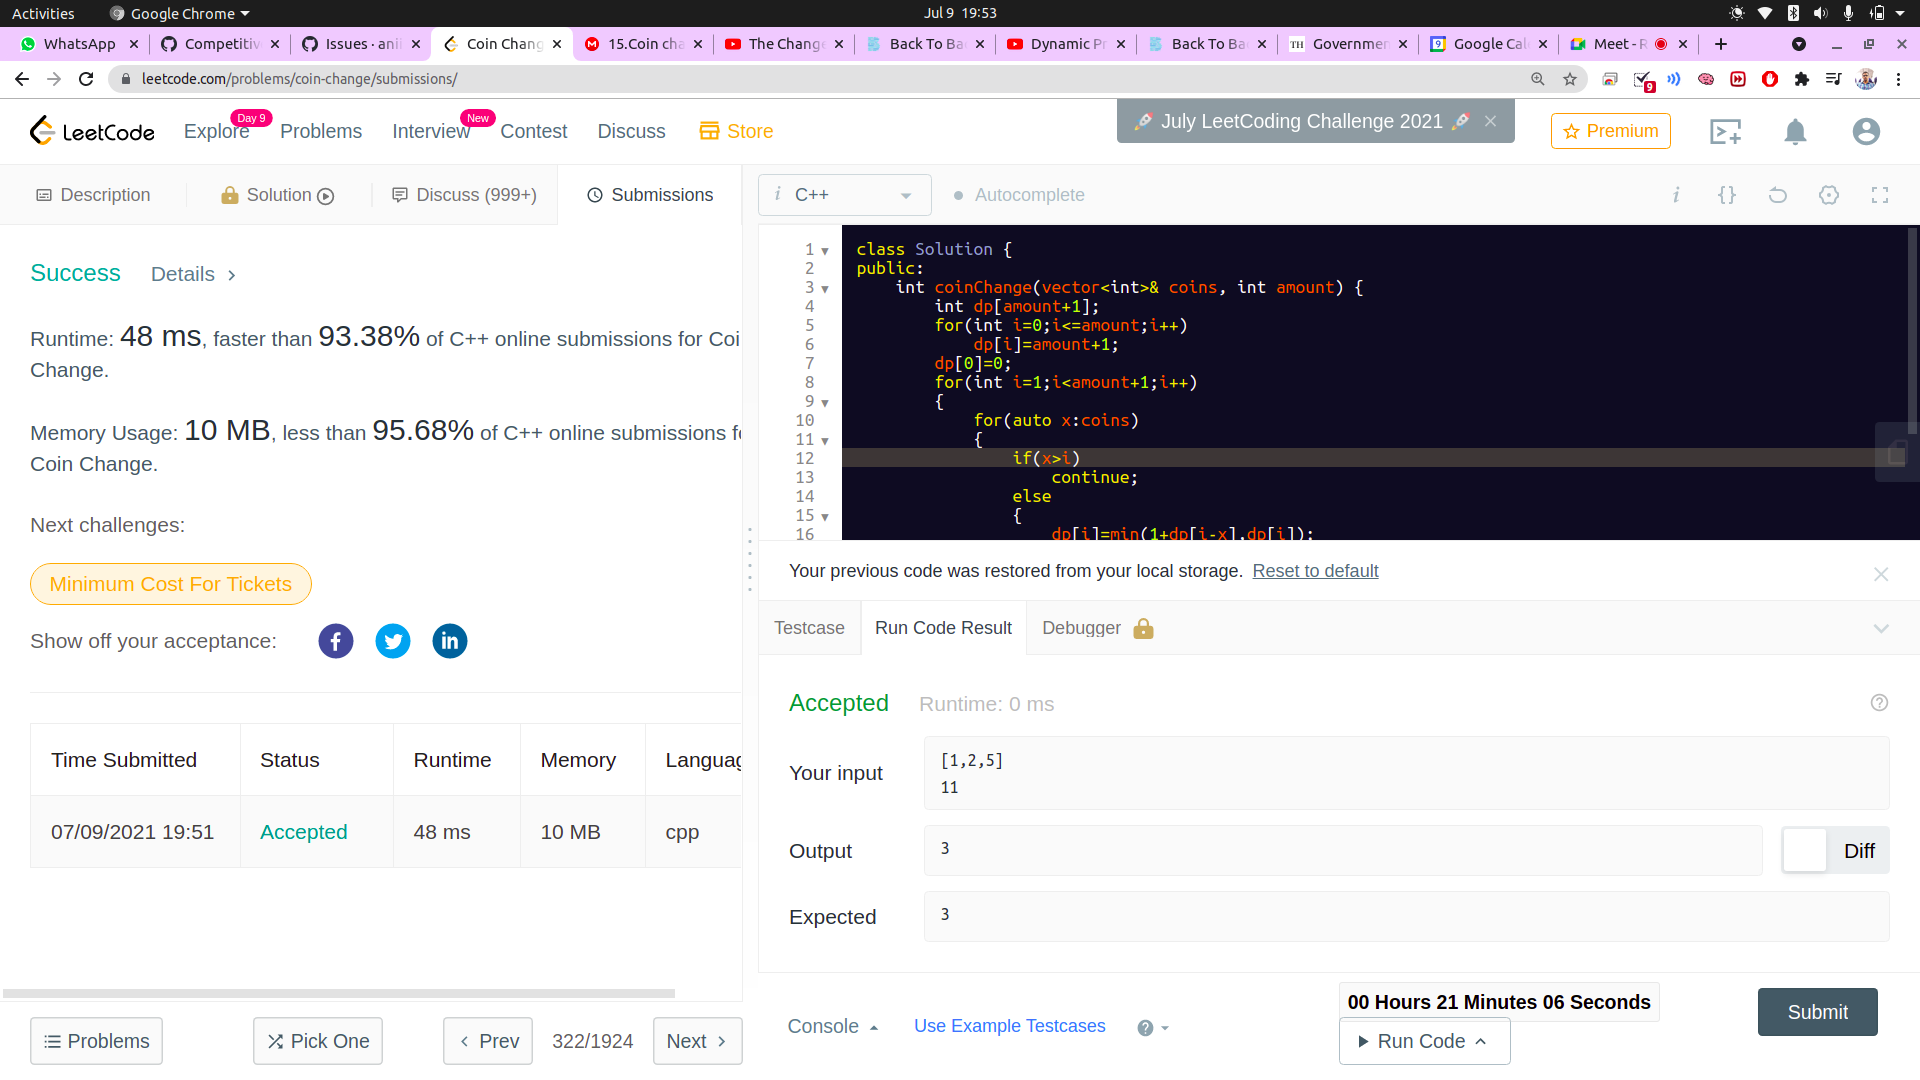 Activities
Google Chrome
Jul 9 19:53
WhatsApp
Competitiv
Issues · anii
Coin Chang
15.Coin cha
The Change
Back To Ba
Dynamic Pr
Back To Ba
TH Governmen
Google Cal
Meet - R
leetcode.com/problems/coin-change/submissions/
9
LeetCode
Explore
Day 9
Problems
Interview
New
Contest
Discuss
Store
July LeetCoding Challenge 2021
Premium
Description
Solution
Discuss (999+)
Submissions
i C++
Autocomplete
Success
Details
Runtime: 48 ms, faster than 93.38% of C++ online submissions for Coi
Change.
Memory Usage: 10 MB, less than 95.68% of C++ online submissions fo
Coin Change.
Next challenges:
Minimum Cost For Tickets
Show off your acceptance:
Time Submitted Status Runtime Memory Languag
07/09/2021 19:51 Accepted 48 ms 10 MB cpp
Problems
Pick One
Prev
322/1924
Next
1 class Solution {
2 public:
3 int coinChange(vector<int>& coins, int amount) {
4 int dp[amount+1];
5 for(int i=0;i<=amount;i++)
6 dp[i]=amount+1;
7 dp[0]=0;
8 for(int i=1;i<amount+1;i++)
9 {
10 for(auto x:coins)
11 {
12 if(x>i)
13 continue;
14 else
15 {
16 dp[i]=min(1+dp[i-x],dp[i]);
Your previous code was restored from your local storage. Reset to default
Testcase
Run Code Result
Debugger
Accepted
Runtime: 0 ms
Your input
[1,2,5]
11
Output
3
Diff
Expected
3
Console
Use Example Testcases
00 Hours 21 Minutes 06 Seconds
Run Code
Submit